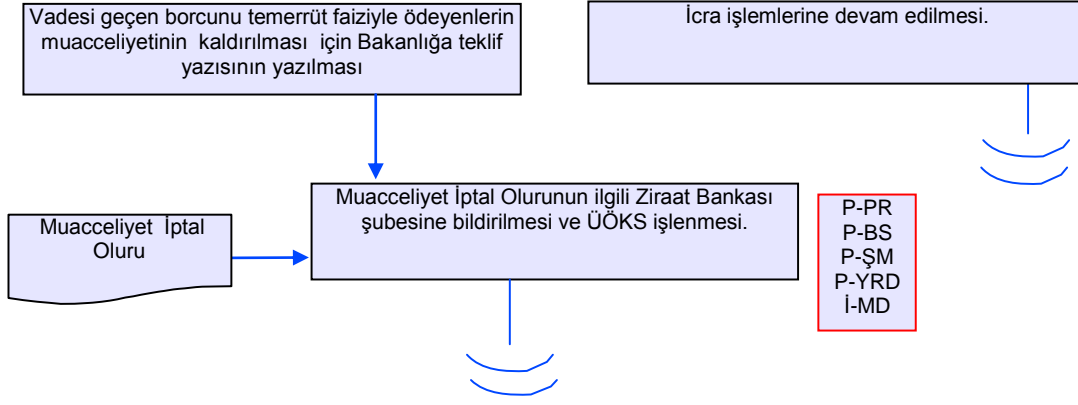 Vadesi geçen borcunu temerrüt faiziyle ödeyenlerin
muacceliyetinin kaldırılması için Bakanlığa teklif
yazısının yazılması
İcra işlemlerine devam edilmesi.
Muacceliyet İptal
Oluru
Muacceliyet İptal Olurunun ilgili Ziraat Bankası
şubesine bildirilmesi ve ÜÖKS işlenmesi.
P-PR
P-BS
P-ŞM
P-YRD
İ-MD